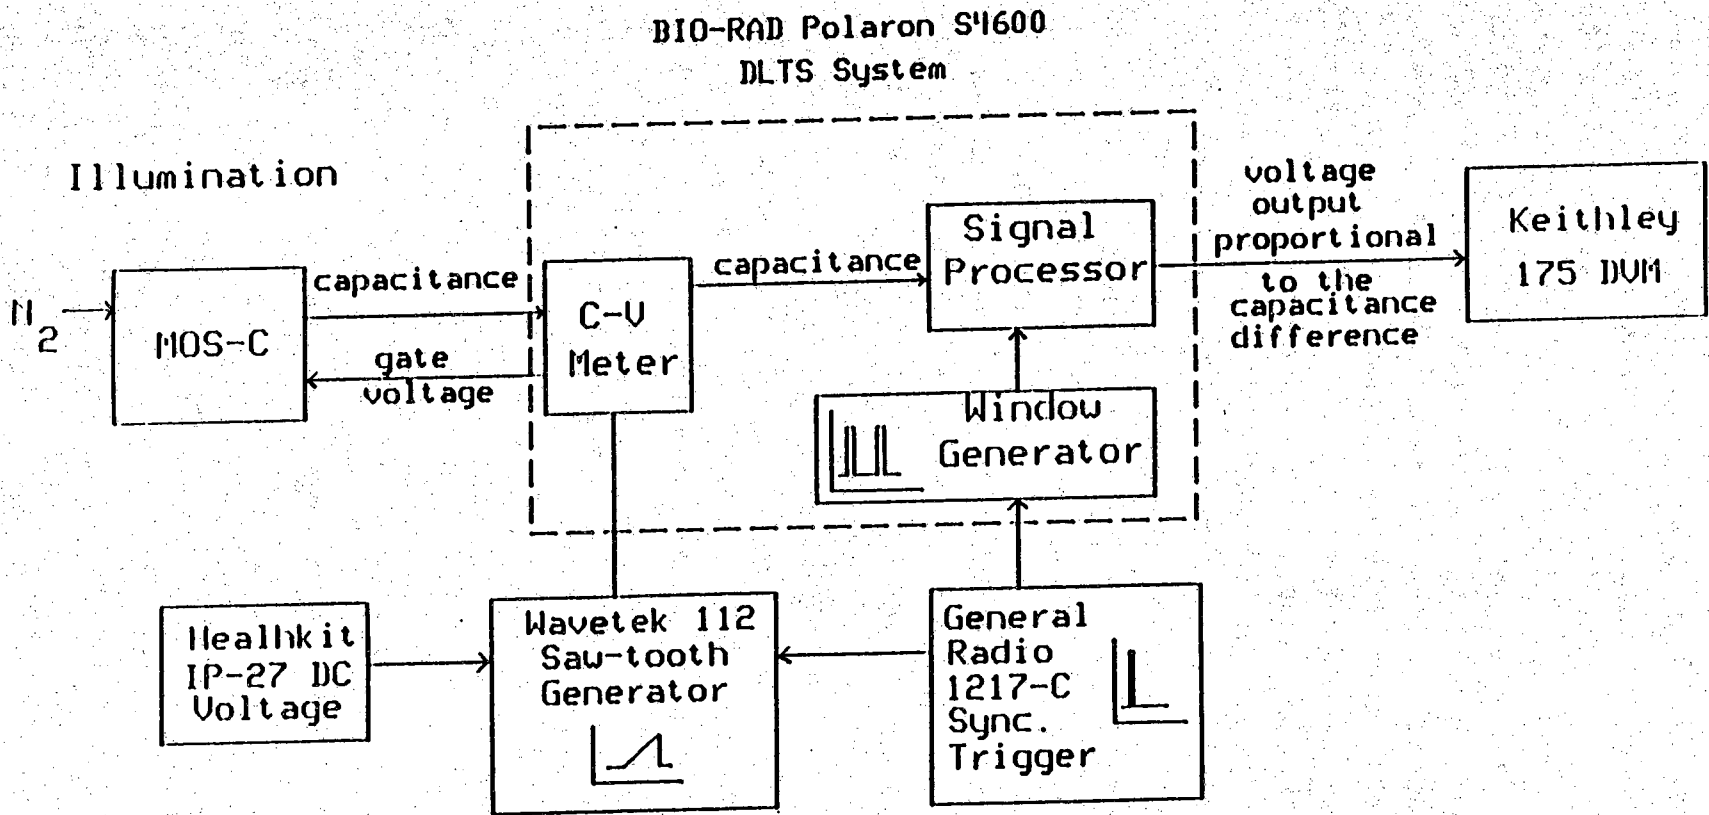 BIO-RAD Polaron S4600
DLTS System
Illumination
N2
MOS-C
capacitance
gate
voltage
C-V
Meter
capacitance
Signal
Processor
Window
Generator
voltage
output
proportional
to the
capacitance
difference
Keithley
175 DVM
Healhkit
IP-27 DC
Voltage
Wavetek 112
Saw-tooth
Generator
General
Radio
1217-C
Sync.
Trigger